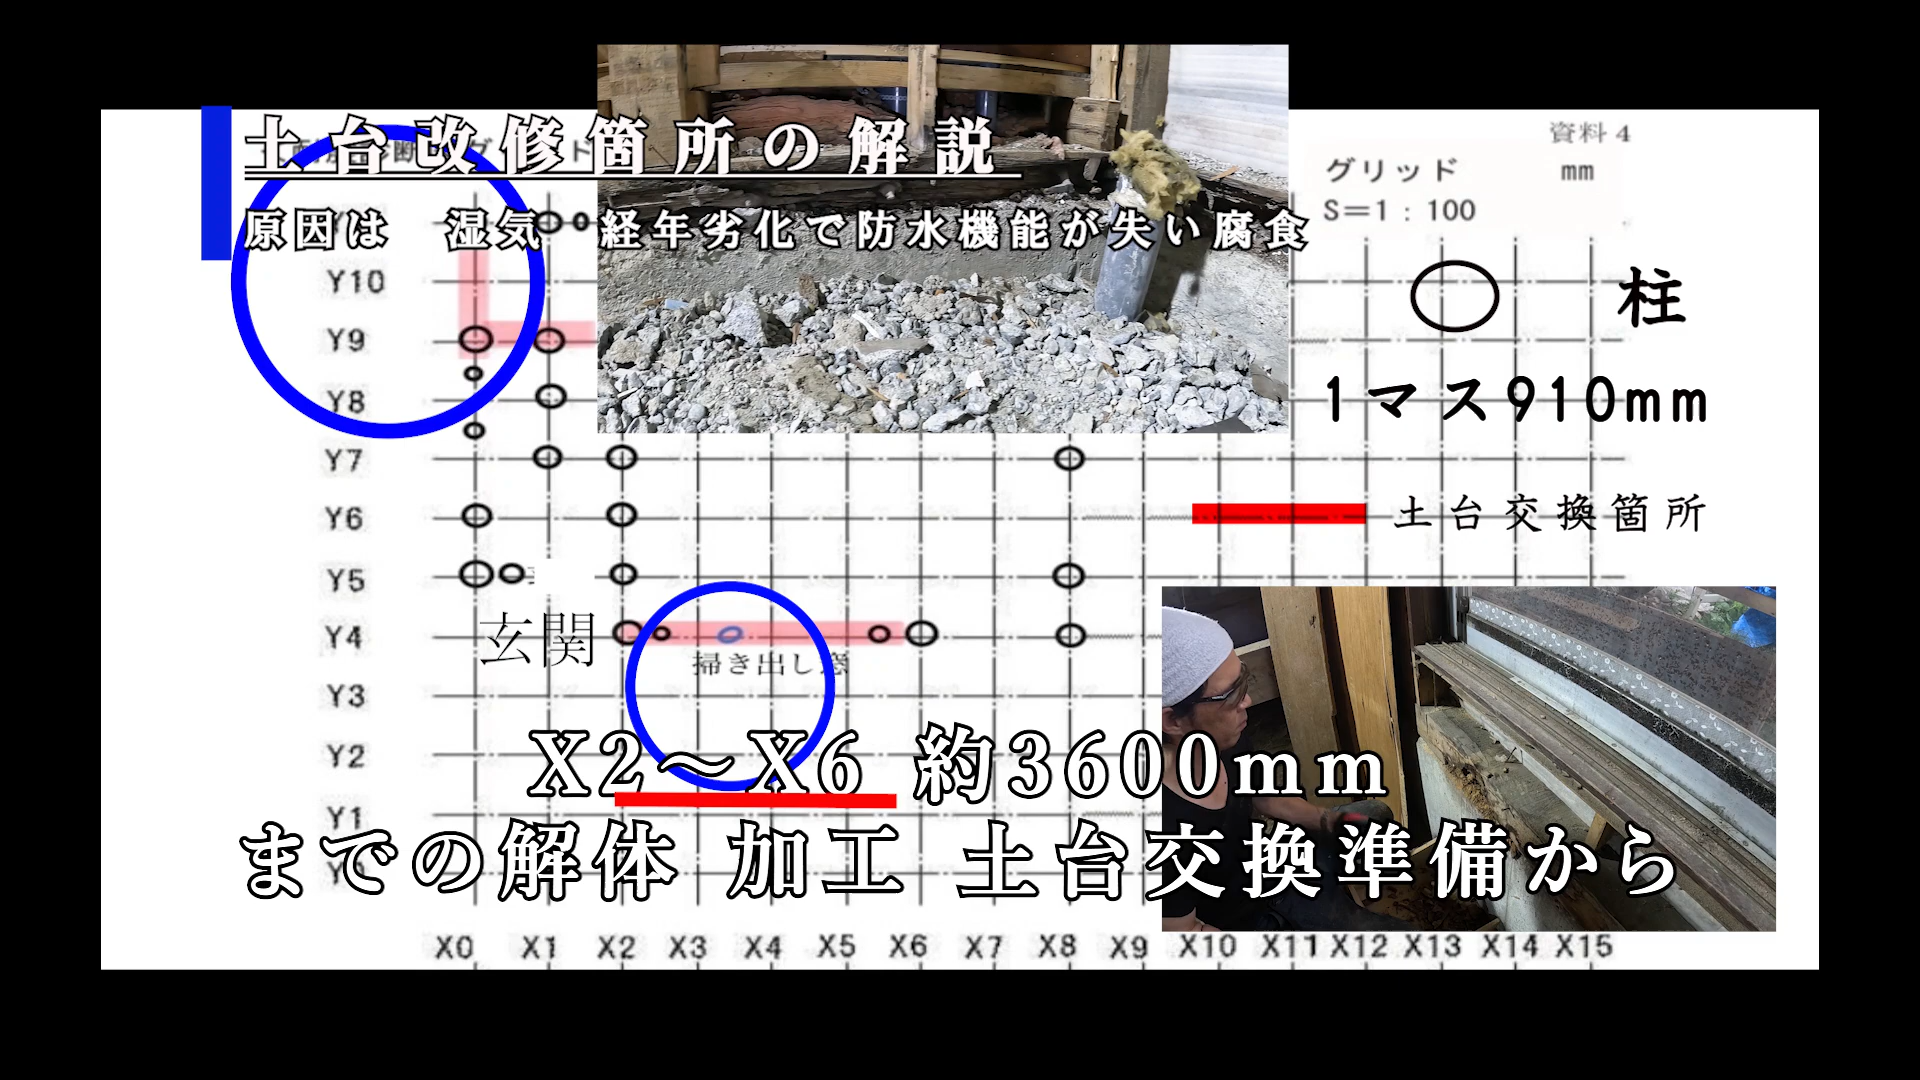 資料4
土台改修箇所の解説
グリッド mm
S=1:100
原因は 湿気 経年劣化で防水機能が失い腐食
Y10
柱
Y9
1マス910mm
Y8
Y7
Y6
土台交換箇所
Y5
玄関
Y4
掃き出し窓
Y3
X2〜X6 約3600mm
Y2
Y1
までの解体 加工 土台交換準備から
X0 X1 X2 X3 X4 X5 X6 X7 X8 X9 X10 X11 X12 X13 X14 X15